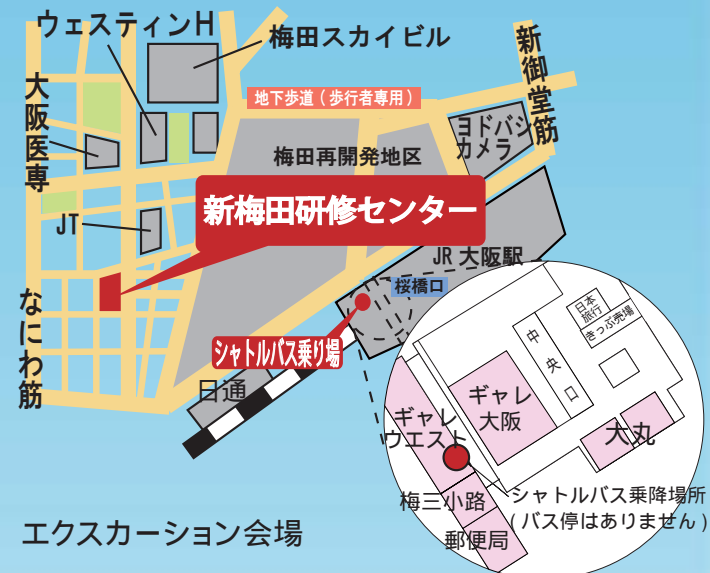 ウェスティンH
梅田スカイビル
新御堂筋
大阪医専
地下歩道(歩行者専用)
ヨドバシ
カメラ
梅田再開発地区
新梅田研修センター
JT
JR 大阪駅
桜橋口
なにわ筋
シャトルバス乗り場
日通
日本
旅行
きっぷ売場
中央口
ギャレ
大阪
ギャレ
ウエスト
大丸
梅三小路
郵便局
シャトルバス乗降場所
(バス停はありません)
エクスカーション会場